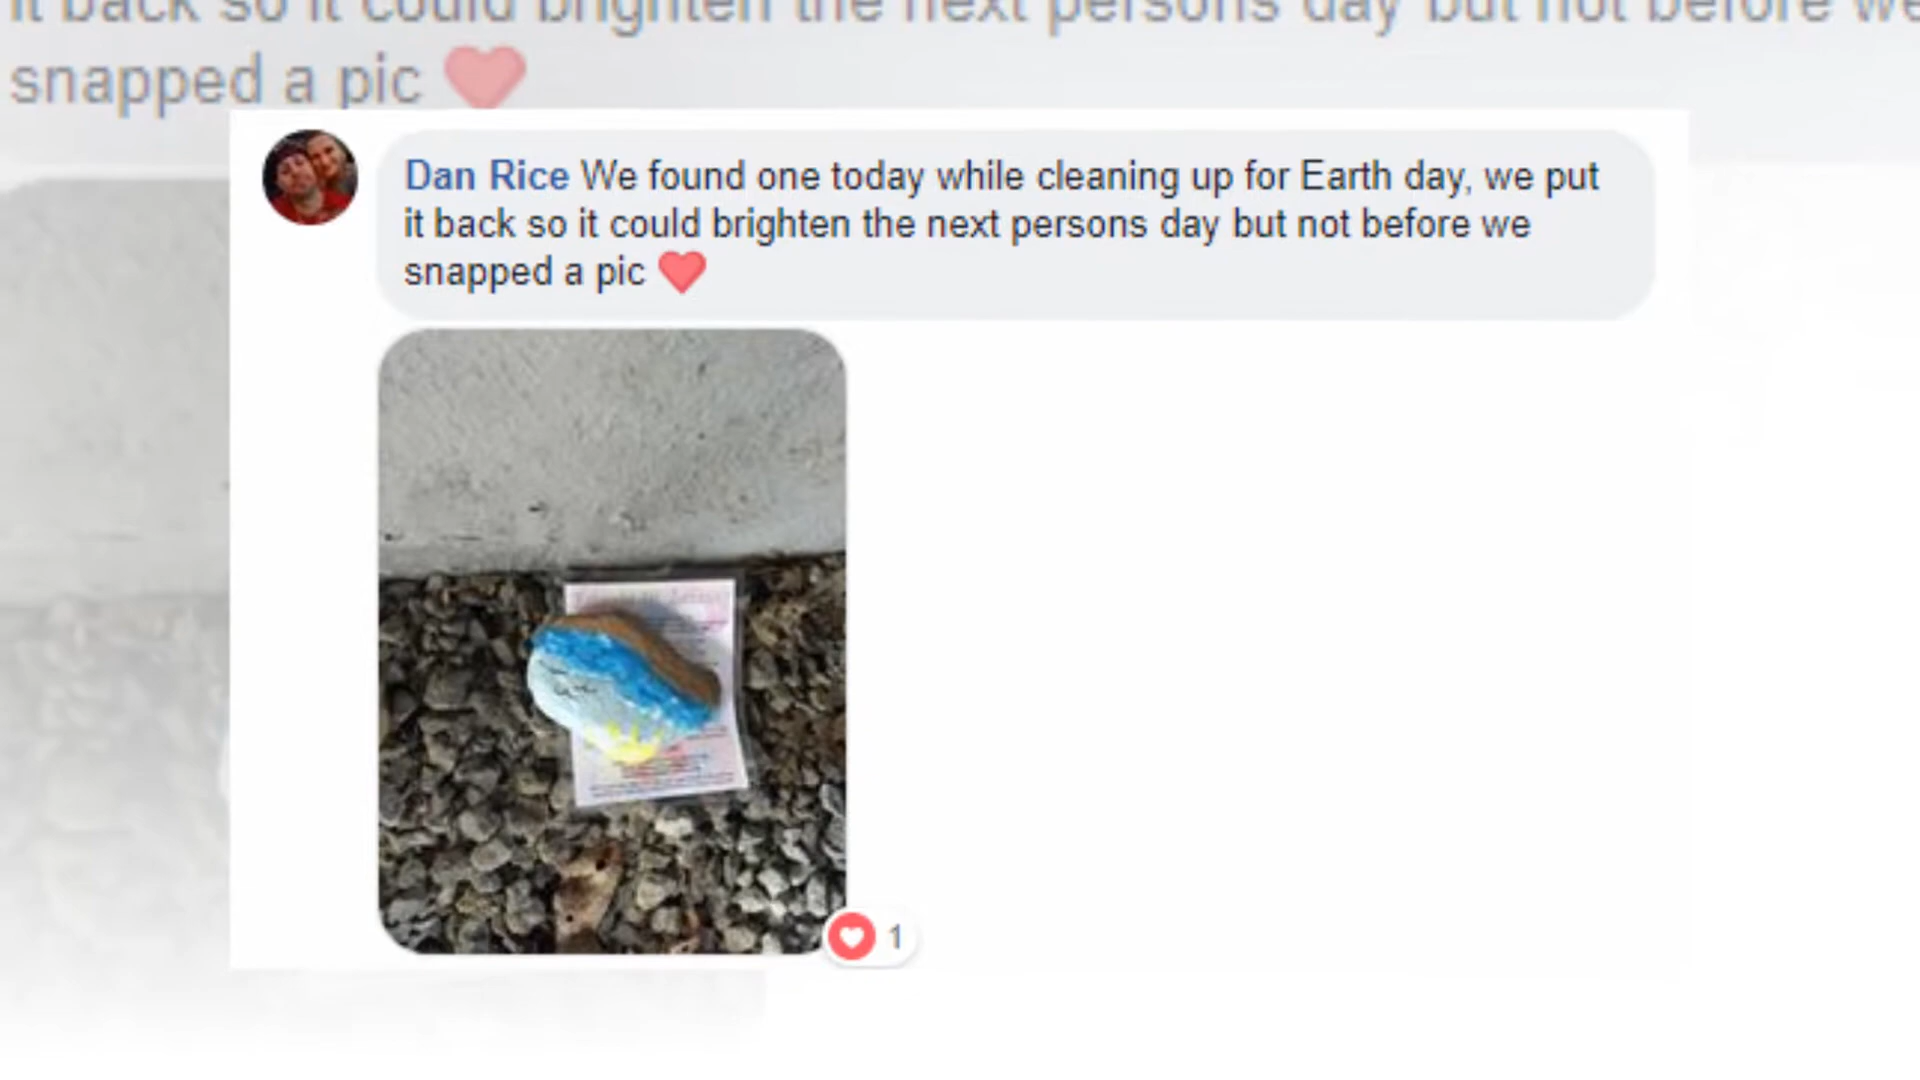 it back so it could brighten the next persons day but not before we
snapped a pic
Dan Rice We found one today while cleaning up for Earth day, we put
it back so it could brighten the next persons day but not before we
snapped a pic
1